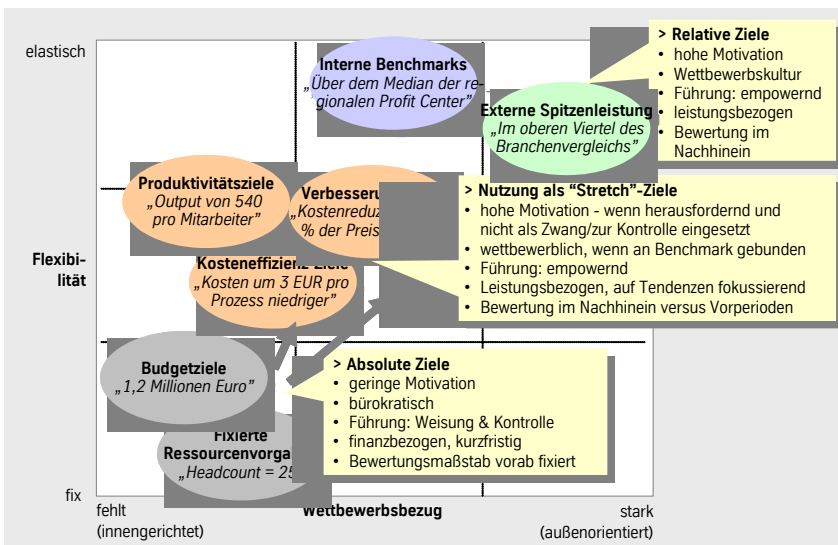 elastisch
Flexibi-
lität
fix
fehlt
(innengerichtet)
Wettbewerbsbezug
stark
(außenorientiert)
Interne Benchmarks
„Über dem Median der re-
gionalen Profit Center”
Externe Spitzenleistung
„Im oberen Viertel des
Branchenvergleichs”
> Relative Ziele
• hohe Motivation
• Wettbewerbskultur
• Führung: empowernd
• leistungsbezogen
• Bewertung im
Nachhinein
Produktivitätsziele
„Output von 540
pro Mitarbeiter”
Verbesseru
„Kostenreduz
% der Preis
Kosteneffizienz-Ziele
„Kosten um 3 EUR pro
Prozess niedriger”
> Nutzung als “Stretch”-Ziele
• hohe Motivation - wenn herausfordernd und
nicht als Zwang/zur Kontrolle eingesetzt
• wettbewerblich, wenn an Benchmark gebunden
• Führung: empowernd
• Leistungsbezogen, auf Tendenzen fokussierend
• Bewertung im Nachhinein versus Vorperioden
Budgetziele
„1,2 Millionen Euro”
Fixierte
Ressourcenvorga
„Headcount = 25
> Absolute Ziele
• geringe Motivation
• bürokratisch
• Führung: Weisung & Kontrolle
• finanzbezogen, kurzfristig
• Bewertungsmaßstab vorab fixiert